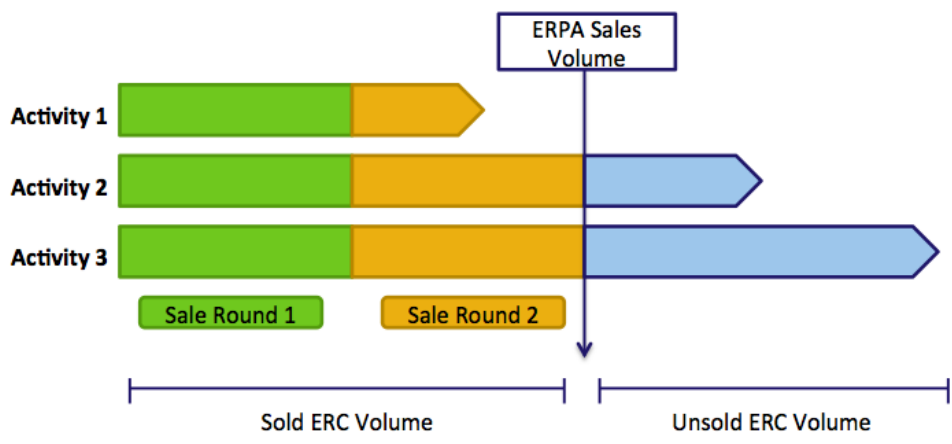 ERPA Sales
Volume
Activity 1
Activity 2
Activity 3
Sale Round 1
Sale Round 2
Sold ERC Volume
Unsold ERC Volume